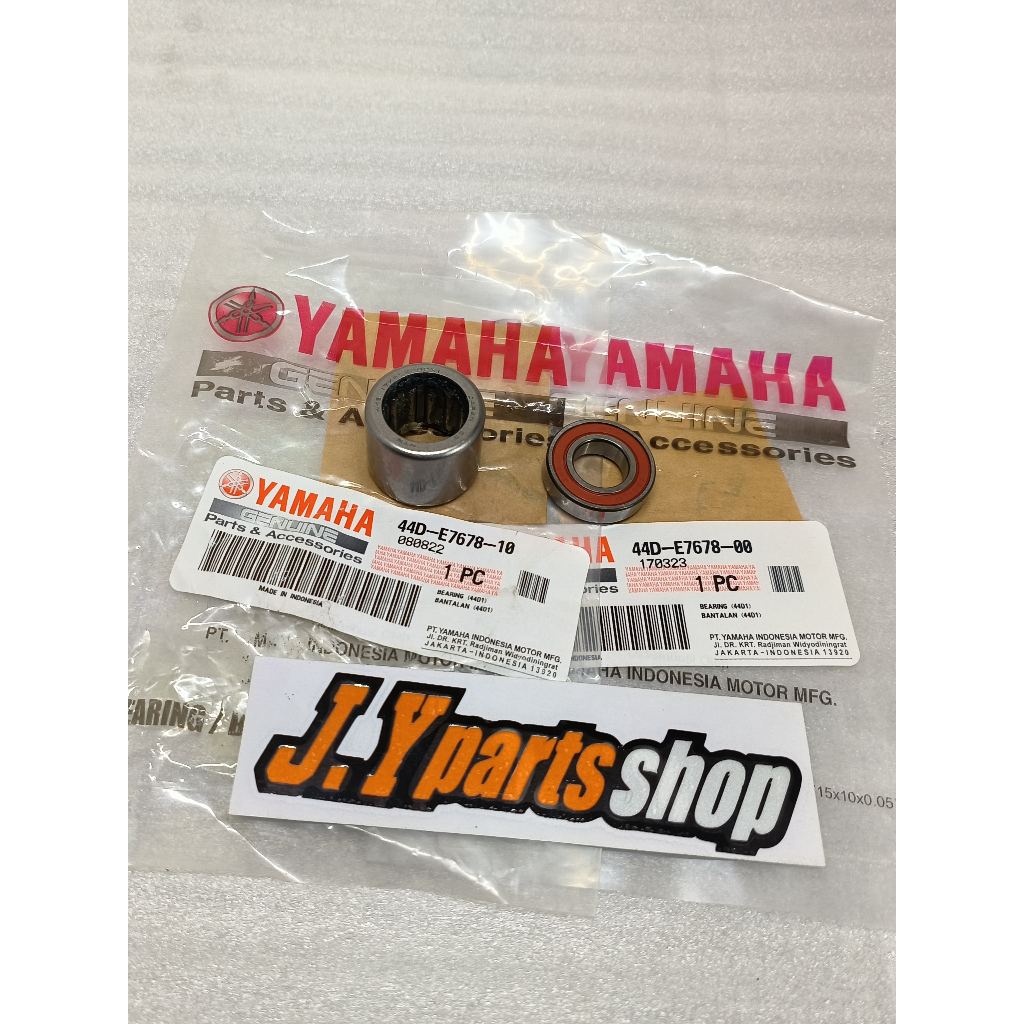 YAMAHA
YAMAHA
GENUINE
GENUINE
Parts & Accessories
Accessories
YAMAHA
GENUINE
Parts & Accessories
44D-E7678-10
080822
1 PC
BEARING (4401)
BANTALAN (4401)
MADE IN INDONESIA
PT. YAMAHA INDONESIA MOTOR MFG.
Jl. DR. KRT. Radjiman Widyodiningrat
JAKARTA-INDONESIA 13920
44D-E7678-00
170323
1 PC
BEARING (4401)
BANTALAN (4401)
PT. YAMAHA INDONESIA MOTOR MFG.
Jl. DR. KRT. Radjiman Widyodiningrat
JAKARTA-INDONESIA 13920
INDONESIA MOTOR MFG.
J.Y parts shop
15x10x0.05